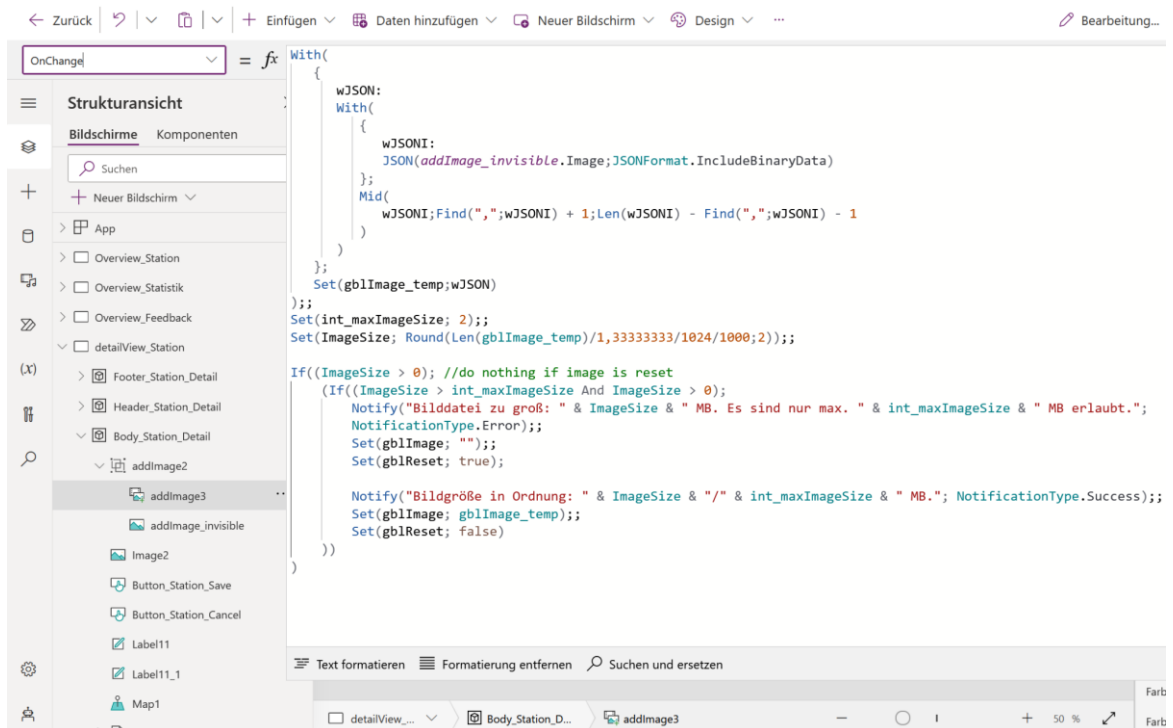 Zurück
Einfügen
Daten hinzufügen
Neuer Bildschirm
Design
Bearbeitung...
OnChange
= fx
With(
{
wJSON:
With(
{
wJSONI:
JSON(addImage_invisible.Image;JSONFormat.IncludeBinaryData)
};
Mid(
wJSONI;Find(",";wJSONI) + 1;Len(wJSONI) - Find(",";wJSONI) - 1
)
)
};
Set(gblImage_temp;wJSON)
);;
Set(int_maxImageSize; 2);;
Set(ImageSize; Round(Len(gblImage_temp)/1,33333333/1024/1000;2));;
If((ImageSize > 0); //do nothing if image is reset
(If((ImageSize > int_maxImageSize And ImageSize > 0);
Notify("Bilddatei zu groß: " & ImageSize & " MB. Es sind nur max. " & int_maxImageSize & " MB erlaubt.";
NotificationType.Error);;
Set(gblImage; "");;
Set(gblReset; true);
Notify("Bildgröße in Ordnung: " & ImageSize & "/" & int_maxImageSize & " MB."; NotificationType.Success);;
Set(gblImage; gblImage_temp);;
Set(gblReset; false)
))
)
Strukturansicht
Bildschirme Komponenten
Suchen
Neuer Bildschirm
App
Overview_Station
Overview_Statistik
Overview_Feedback
detailView_Station
Footer_Station_Detail
Header_Station_Detail
Body_Station_Detail
addImage2
addImage3
addImage_invisible
Image2
Button_Station_Save
Button_Station_Cancel
Label11
Label11_1
Map1
(x)
Text formatieren
Formatierung entfernen
Suchen und ersetzen
Farb
detailView_...
Body_Station_D...
addImage3
50 %
Farb